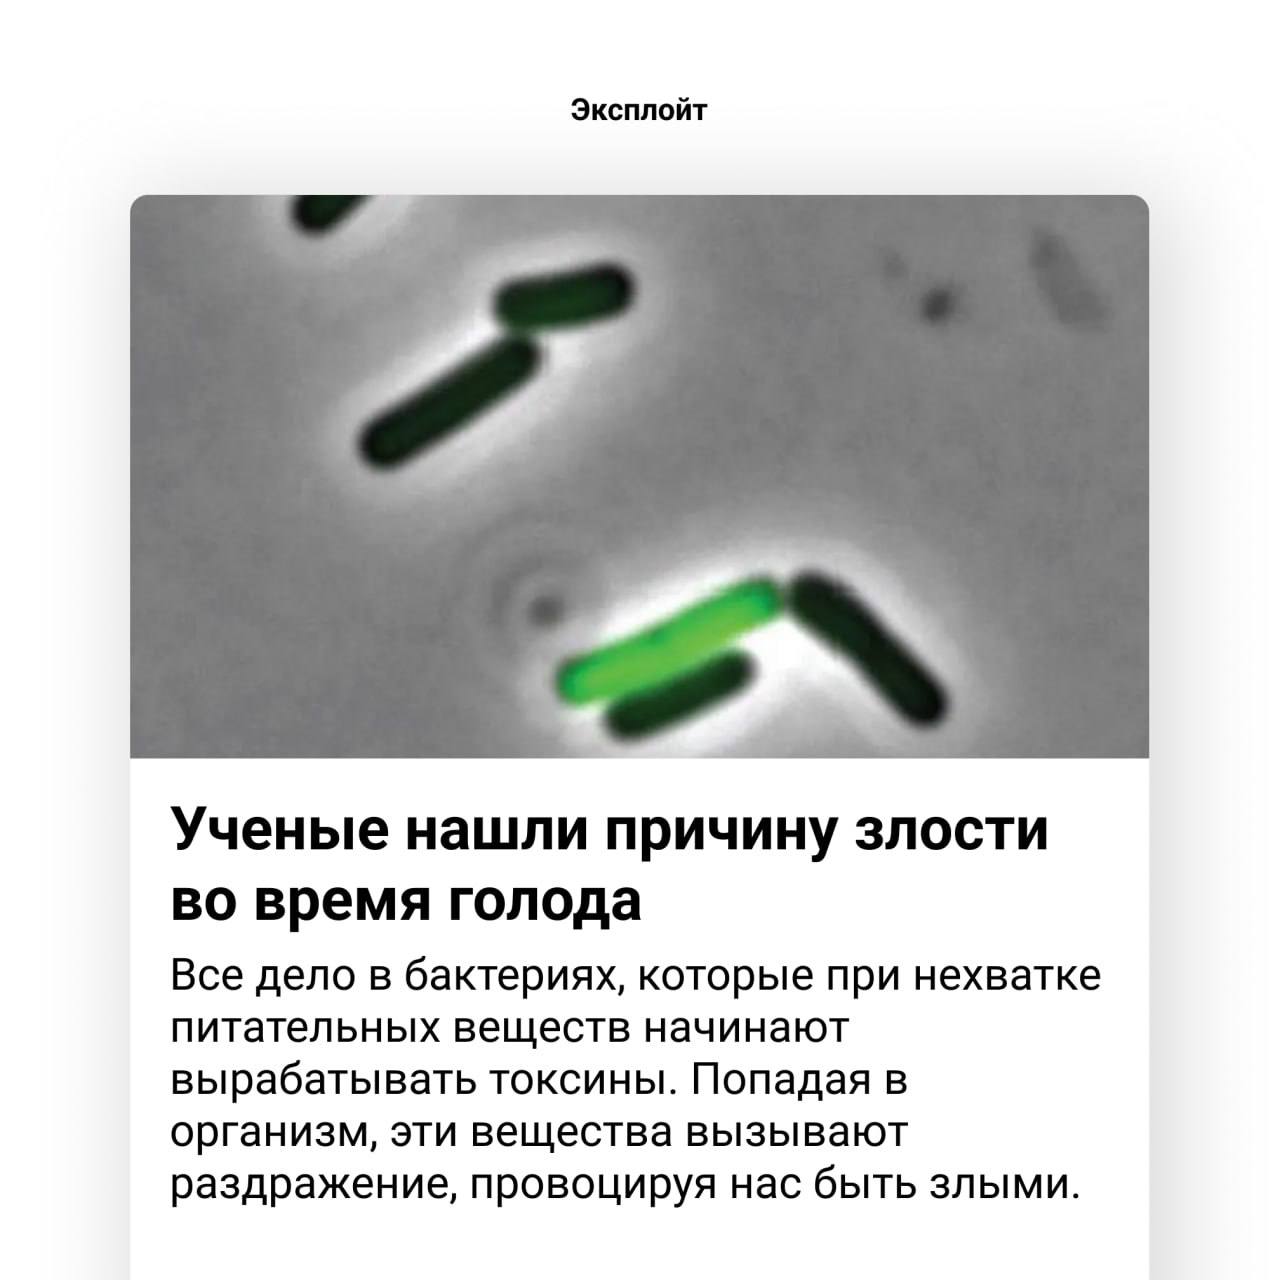 Эксплойт
Ученые нашли причину злости
во время голода
Все дело в бактериях, которые при нехватке
питательных веществ начинают
вырабатывать токсины. Попадая в
организм, эти вещества вызывают
раздражение, провоцируя нас быть злыми.